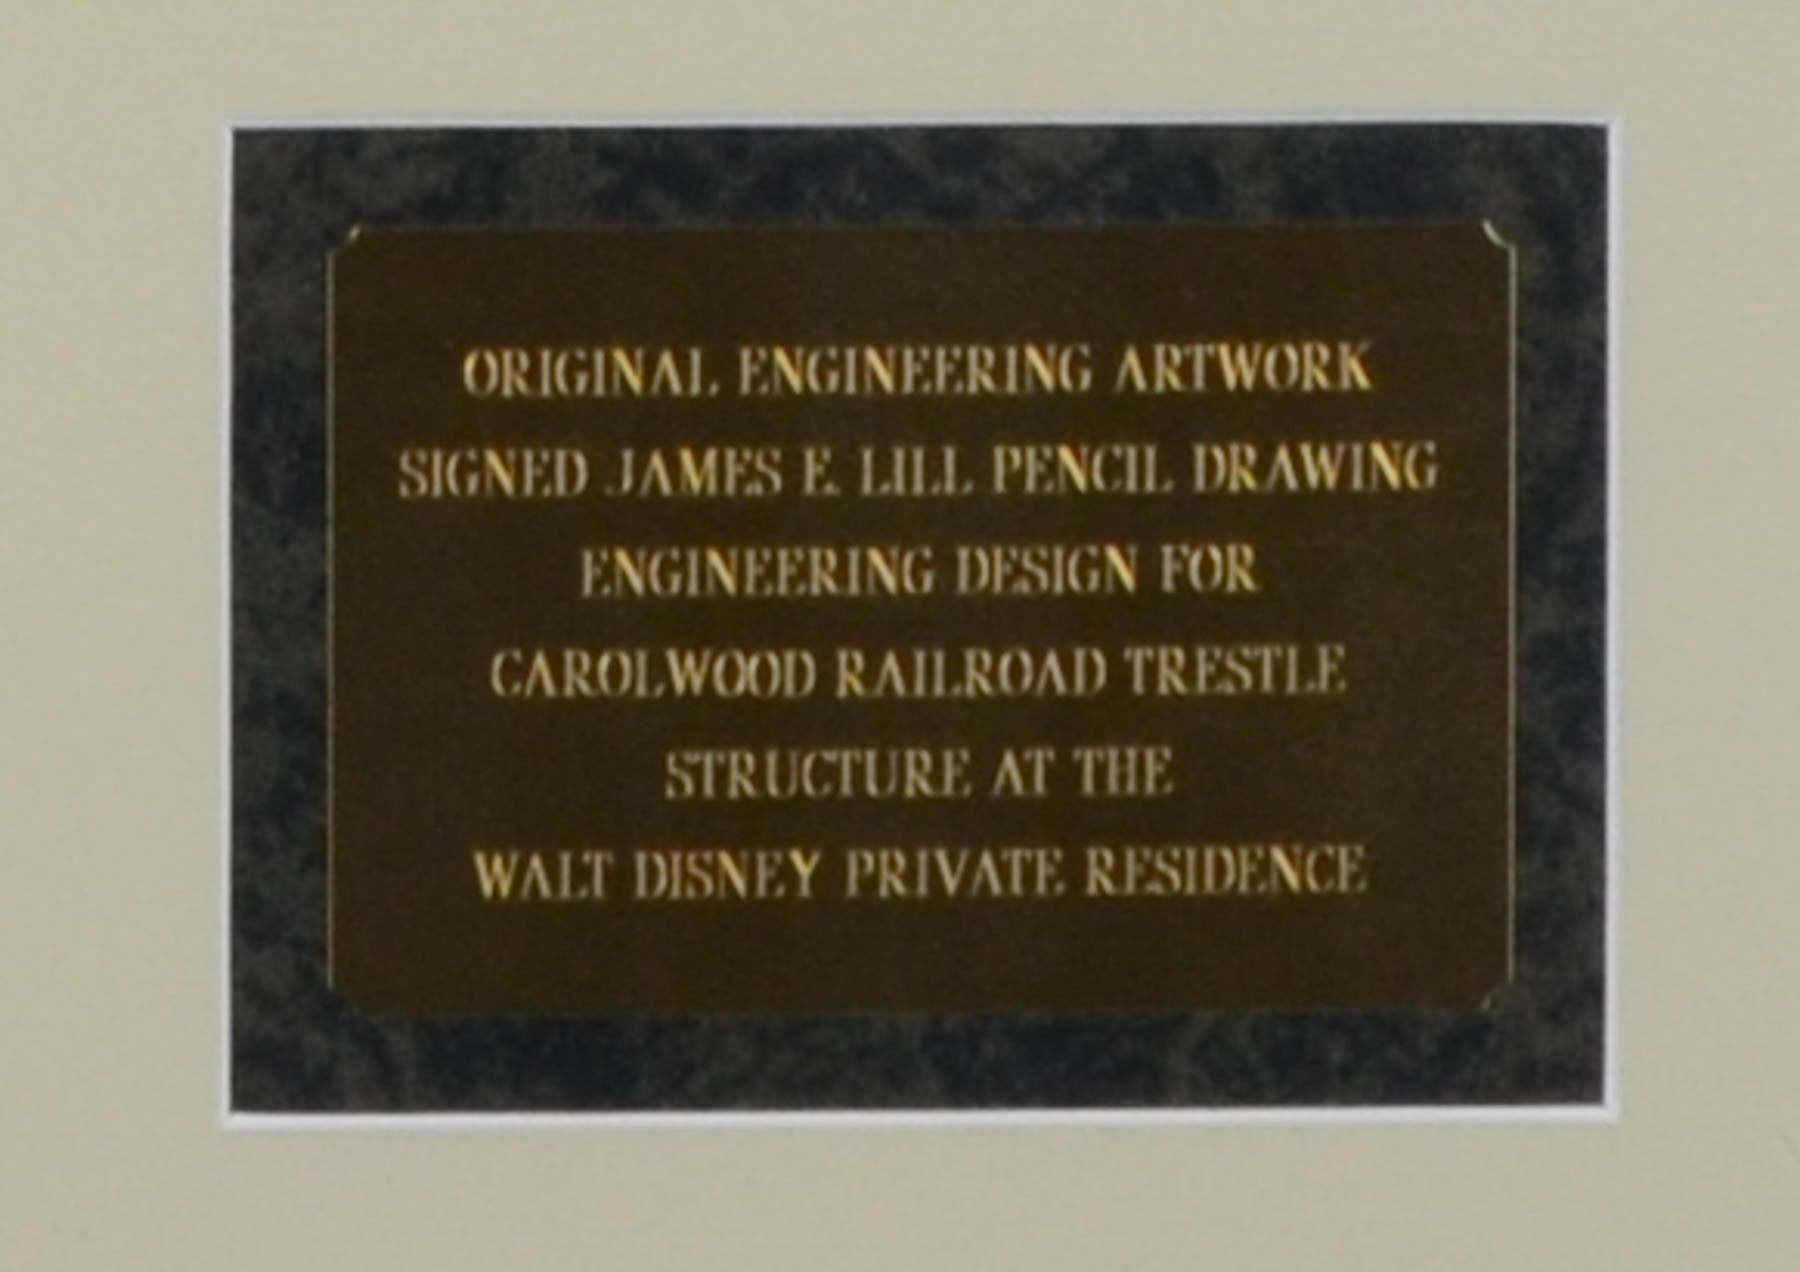 ORIGINAL ENGINEERING ARTWORK
SIGNED JAMES E. LILL PENCIL DRAWING
ENGINEERING DESIGN FOR
CAROLWOOD RAILROAD TRESTLE
STRUCTURE AT THE
WALT DISNEY PRIVATE RESIDENCE